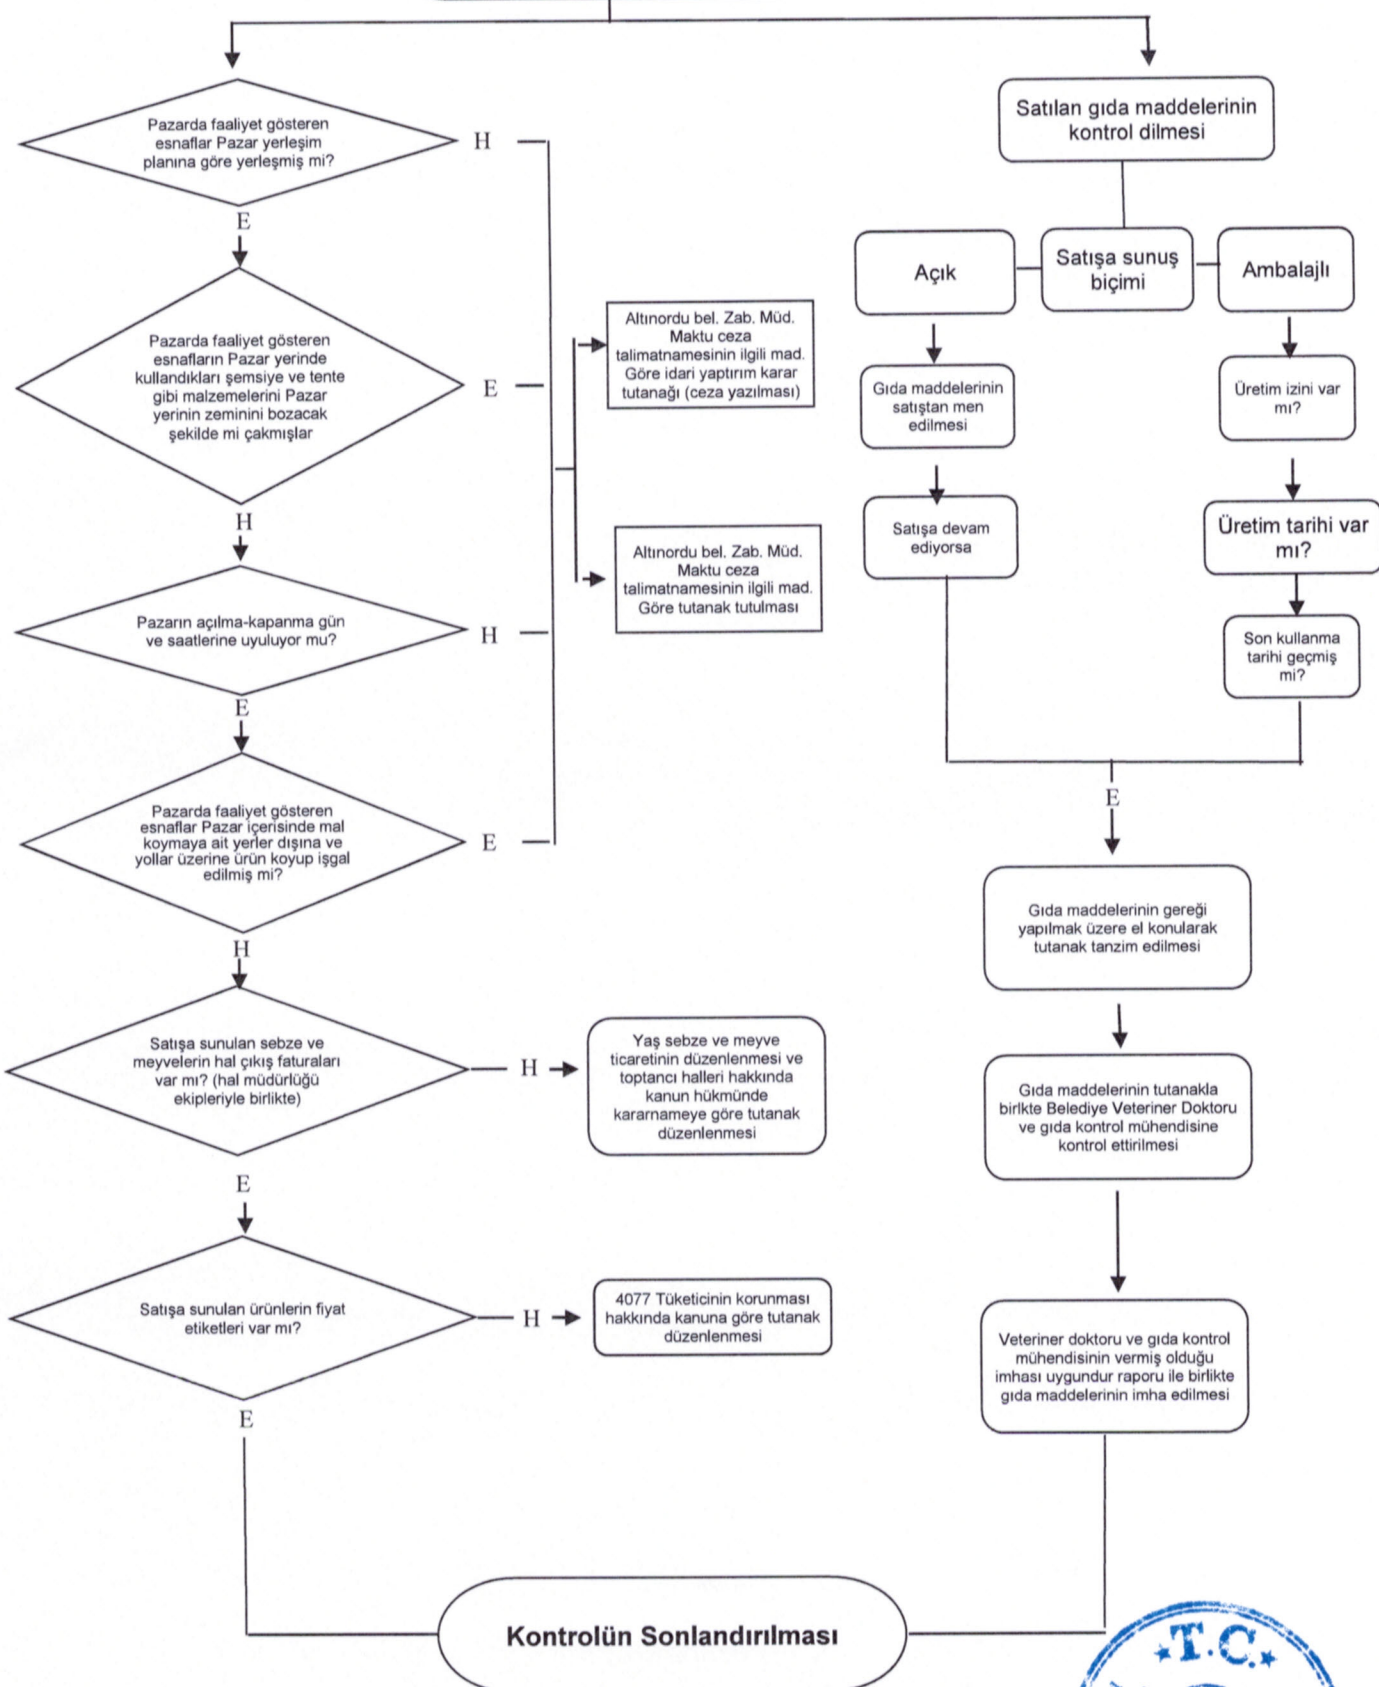 Pazarda faaliyet gösteren
esnaflar Pazar yerleşim
planına göre yerleşmiş mi?
H
E
Pazarda faaliyet gösteren
esnafların Pazar yerinde
kullandıkları şemsiye ve tente
gibi malzemelerini Pazar
yerinin zeminini bozacak
şekilde mi çakmışlar
E
H
Pazarın açılma-kapanma gün
ve saatlerine uyuluyor mu?
H
E
Pazarda faaliyet gösteren
esnaflar Pazar içerisinde mal
koymaya ait yerler dışına ve
yollar üzerine ürün koyup işgal
edilmiş mi?
E
H
Satışa sunulan sebze ve
meyvelerin hal çıkış faturaları
var mı? (hal müdürlüğü
ekipleriyle birlikte)
H
E
Satışa sunulan ürünlerin fiyat
etiketleri var mı?
H
E
Altınordu bel. Zab. Müd.
Maktu ceza
talimatnamesinin ilgili mad.
Göre idari yaptırım karar
tutanağı (ceza yazılması)
Altınordu bel. Zab. Müd.
Maktu ceza
talimatnamesinin ilgili mad.
Göre tutanak tutulması
Yaş sebze ve meyve
ticaretinin düzenlenmesi ve
toptancı halleri hakkında
kanun hükmünde
kararnameye göre tutanak
düzenlenmesi
4077 Tüketicinin korunması
hakkında kanuna göre tutanak
düzenlenmesi
Satılan gıda maddelerinin
kontrol dilmesi
Açık
Satışa sunuş
biçimi
Ambalajlı
Gıda maddelerinin
satıştan men
edilmesi
Satışa devam
ediyorsa
Üretim izini var
mı?
Üretim tarihi var
mı?
Son kullanma
tarihi geçmiş
mi?
E
Gıda maddelerinin gereği
yapılmak üzere el konularak
tutanak tanzim edilmesi
Gıda maddelerinin tutanakla
birlkte Belediye Veteriner Doktoru
ve gıda kontrol mühendisine
kontrol ettirilmesi
Veteriner doktoru ve gıda kontrol
mühendisinin vermiş olduğu
imhası uygundur raporu ile birlikte
gıda maddelerinin imha edilmesi
Kontrolün Sonlandırılması
T.C.